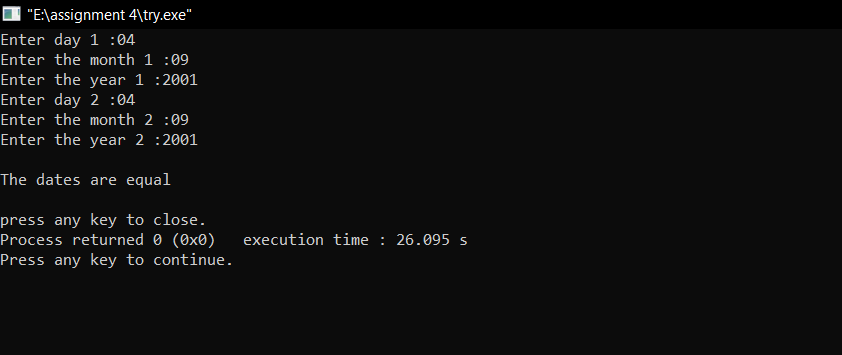 "E:\assignment 4\try.exe"
Enter day 1 :04
Enter the month 1 :09
Enter the year 1 :2001
Enter day 2 :04
Enter the month 2 :09
Enter the year 2 :2001
The dates are equal
press any key to close.
Process returned 0 (0x0)   execution time : 26.095 s
Press any key to continue.